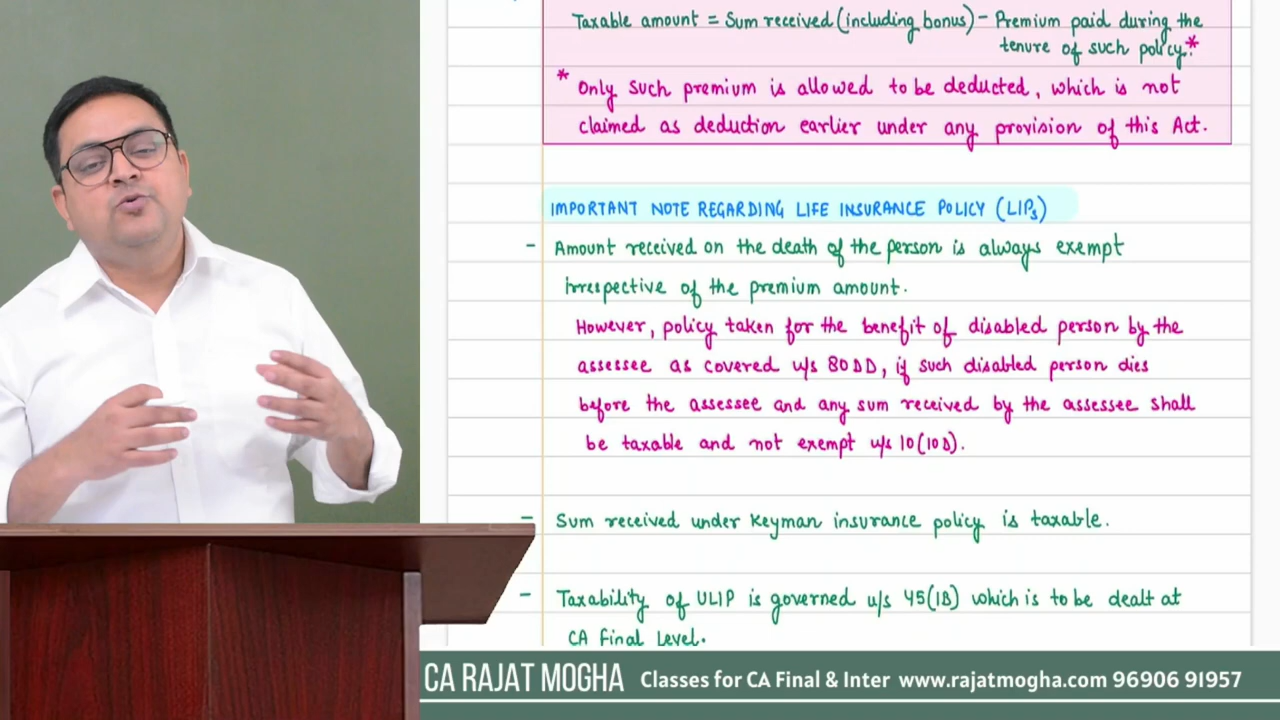 Taxable amount = Sum received (including bonus) - Premium paid during the
tenure of such policy.*
* Only such premium is allowed to be deducted, which is not
claimed as deduction earlier under any provision of this Act.
IMPORTANT NOTE REGARDING LIFE INSURANCE POLICY (LIPs)
- Amount received on the death of the person is always exempt
irrespective of the premium amount.
However, policy taken for the benefit of disabled person by the
assessee as covered u/s 80DD, if such disabled person dies
before the assessee and any sum received by the assessee shall
be taxable and not exempt u/s 10(10D).
- Sum received under Keyman insurance policy is taxable.
- Taxability of ULIP is governed u/s 45(1B) which is to be dealt at
CA Final Level.
CA RAJAT MOGHA Classes for CA Final & Inter www.rajatmogha.com 96906 91957